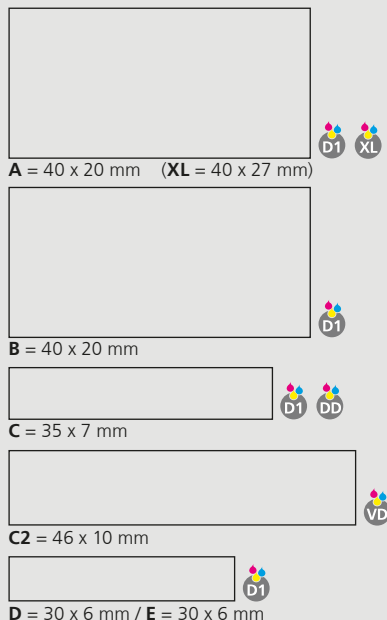 D1 XL
A = 40 x 20 mm (XL = 40 x 27 mm)
D1
B = 40 x 20 mm
D1 DD
C = 35 x 7 mm
VD
C2 = 46 x 10 mm
D1
D = 30 x 6 mm / E = 30 x 6 mm